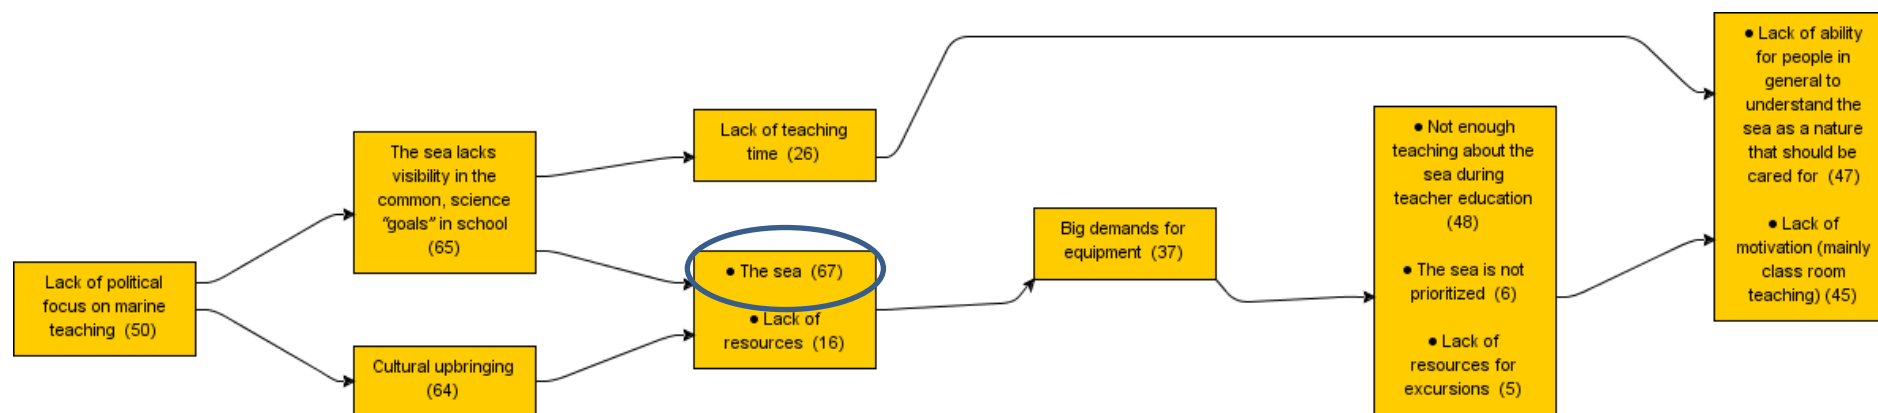 Lack of political
focus on marine
teaching (50)
The sea lacks
visibility in the
common, science
"goals" in school
(65)
Cultural upbringing
(64)
Lack of teaching
time (26)
● The sea (67)
● Lack of
resources (16)
Big demands for
equipment (37)
● Not enough
teaching about the
sea during
teacher education
(48)
● The sea is not
prioritized (6)
● Lack of
resources for
excursions (5)
● Lack of ability
for people in
general to
understand the
sea as a nature
that should be
cared for (47)
● Lack of
motivation (mainly
class room
teaching) (45)